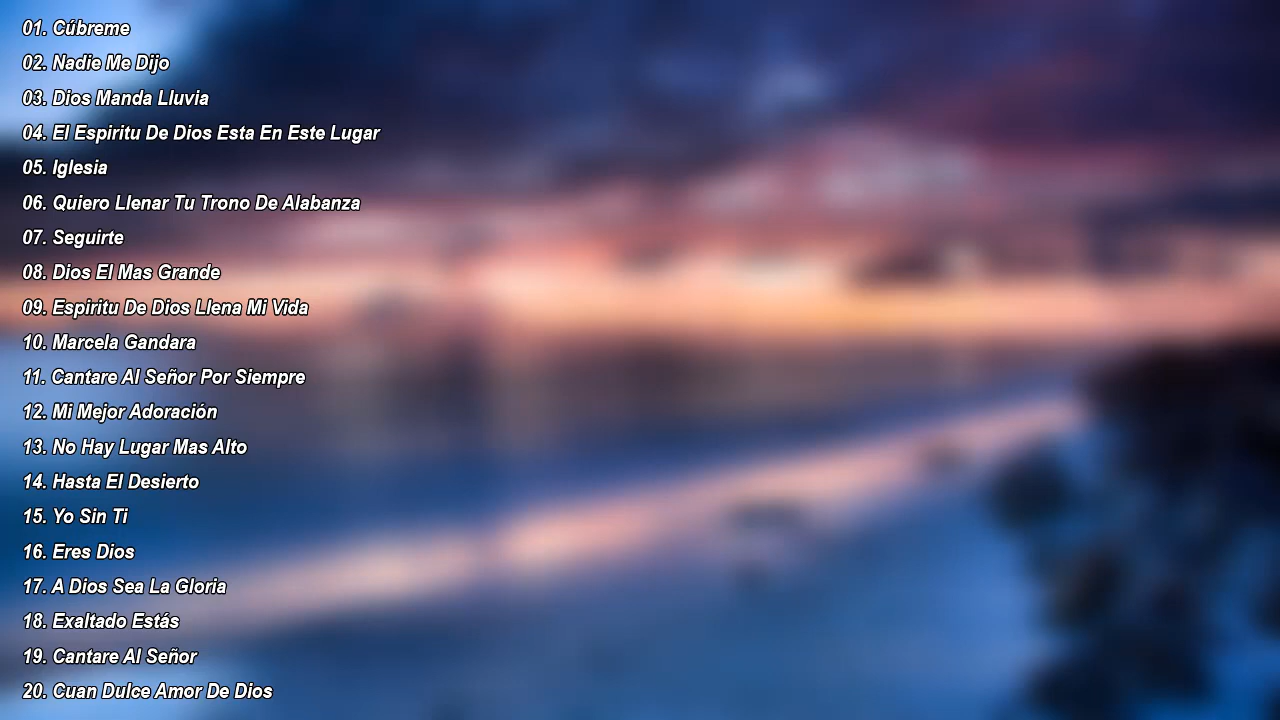 01. Cúbreme
02. Nadie Me Dijo
03. Dios Manda Lluvia
04. El Espiritu De Dios Esta En Este Lugar
05. Iglesia
06. Quiero Llenar Tu Trono De Alabanza
07. Seguirte
08. Dios El Mas Grande
09. Espiritu De Dios Llena Mi Vida
10. Marcela Gandara
11. Cantare Al Señor Por Siempre
12. Mi Mejor Adoración
13. No Hay Lugar Mas Alto
14. Hasta El Desierto
15. Yo Sin Ti
16. Eres Dios
17. A Dios Sea La Gloria
18. Exaltado Estás
19. Cantare Al Señor
20. Cuan Dulce Amor De Dios